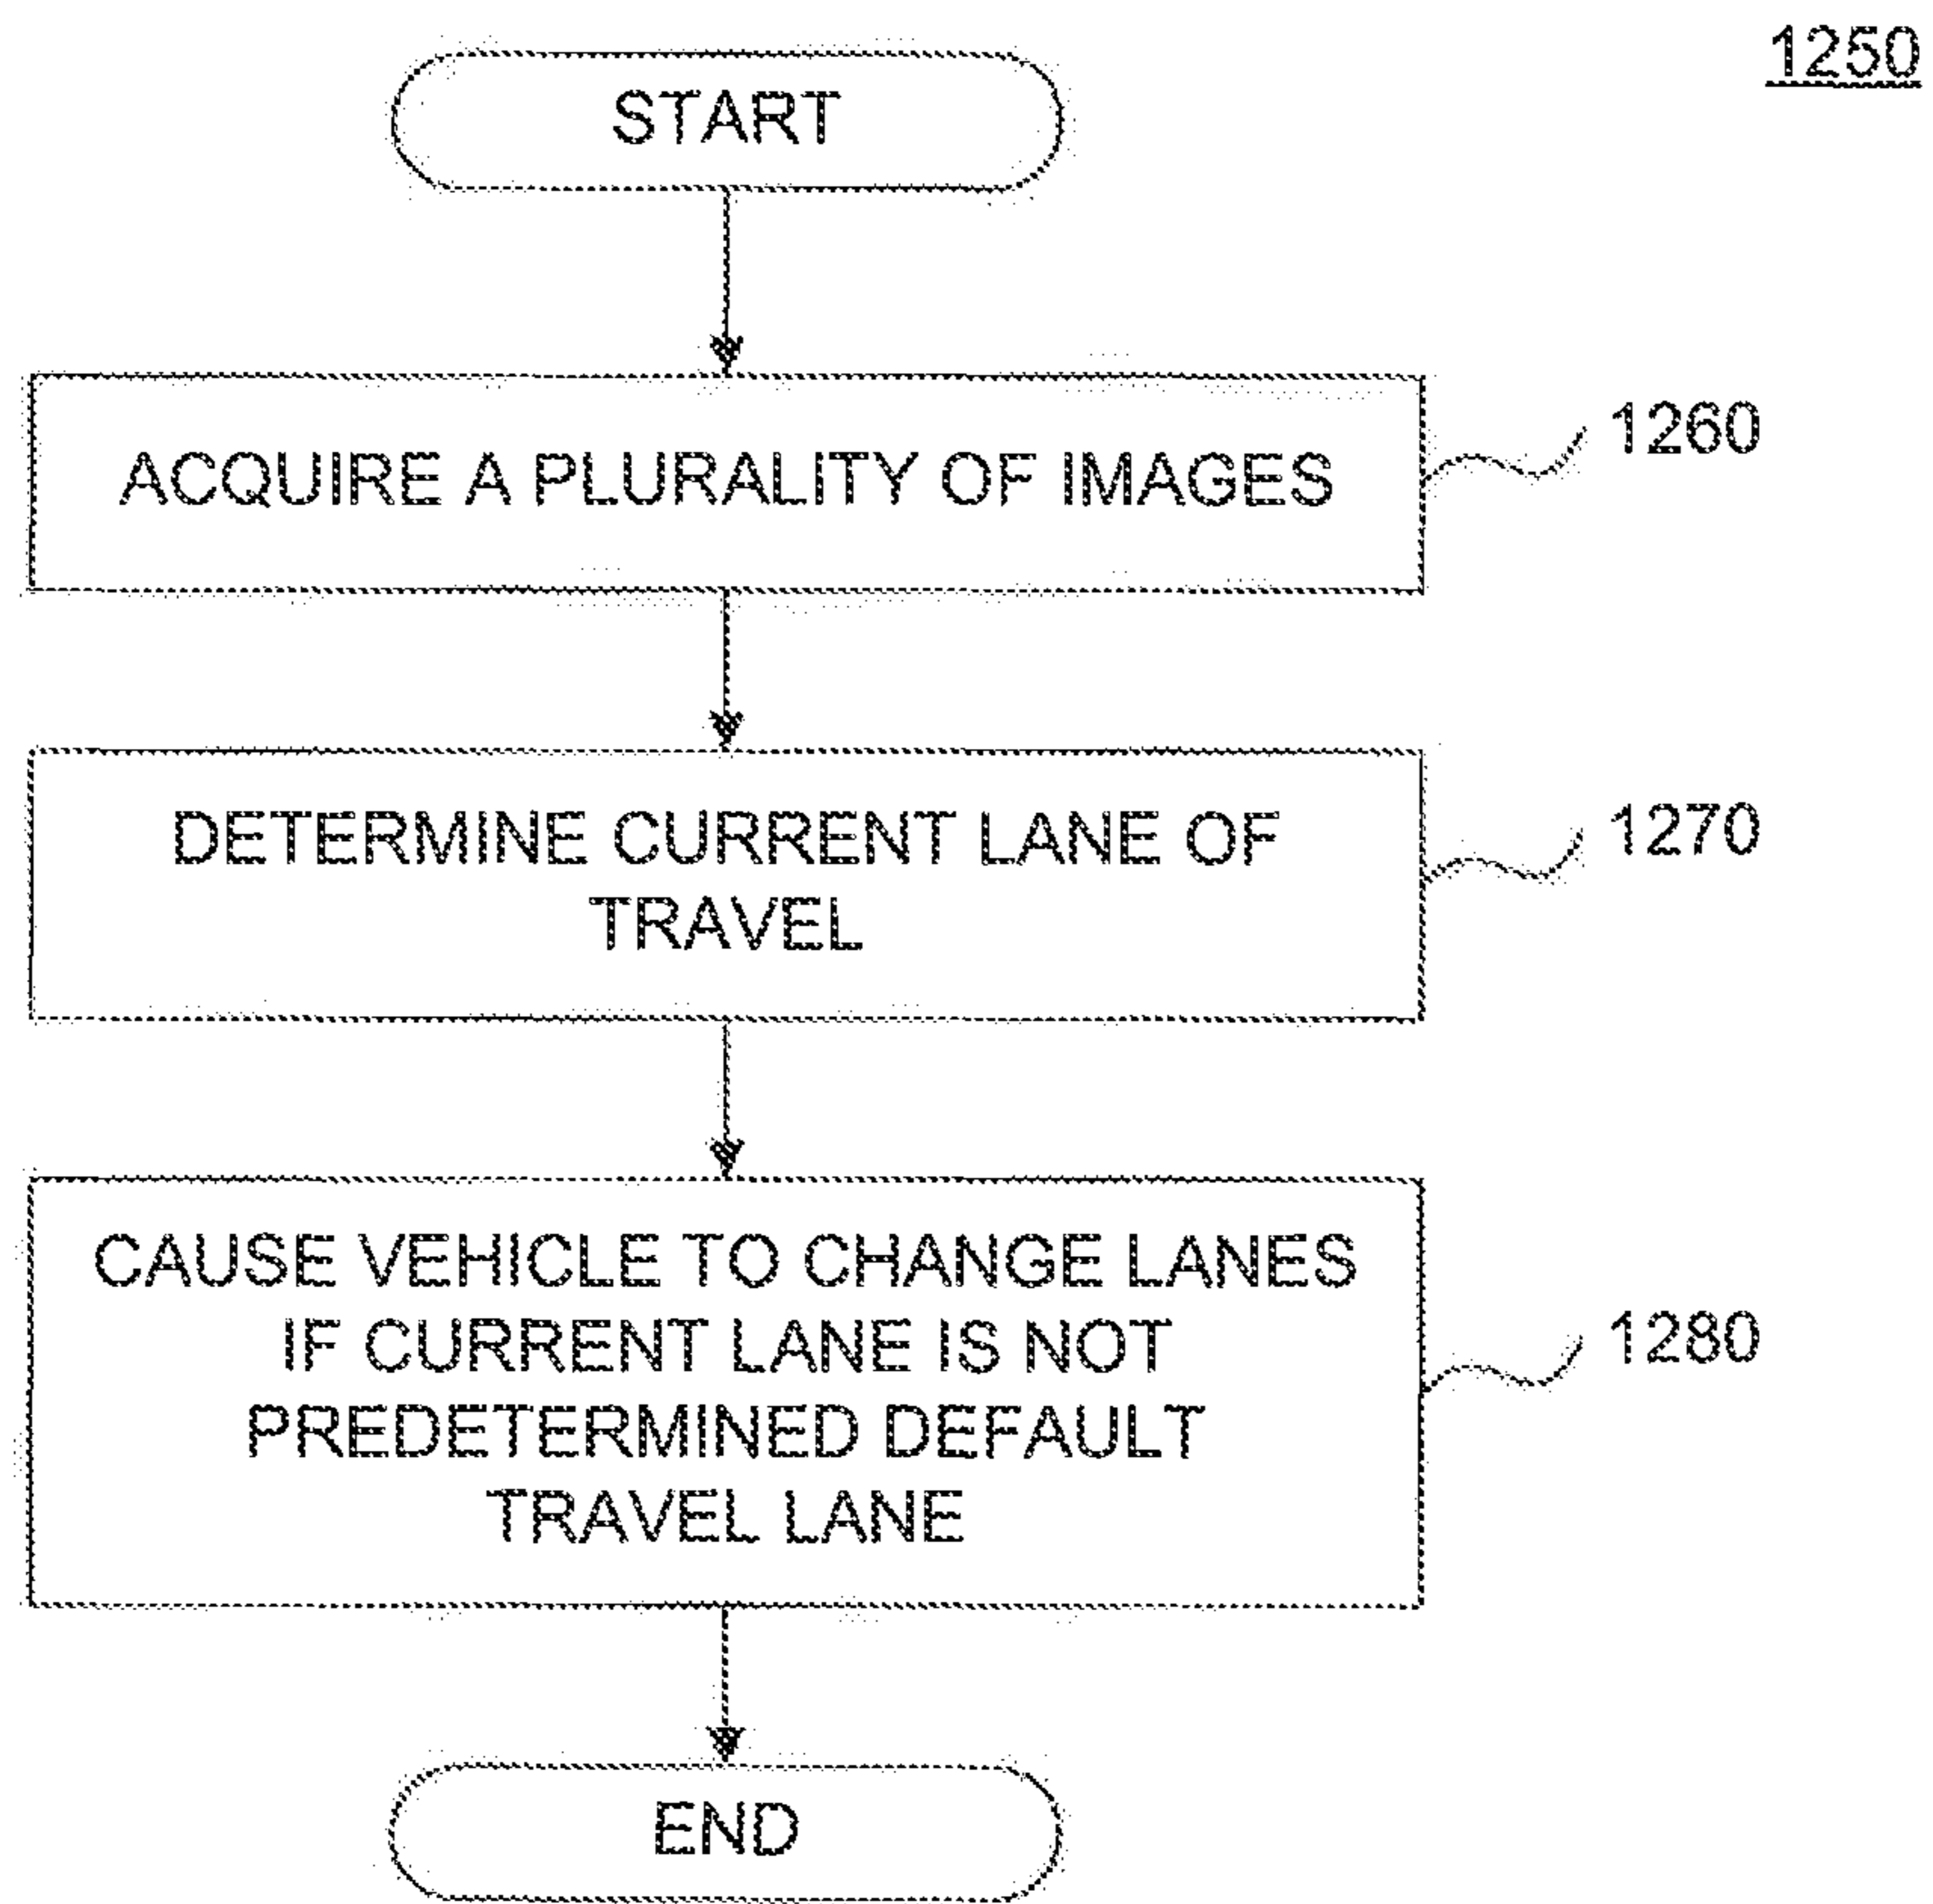 1250
START
ACQUIRE A PLURALITY OF IMAGES
1260
DETERMINE CURRENT LANE OF
TRAVEL
1270
CAUSE VEHICLE TO CHANGE LANES
IF CURRENT LANE IS NOT
PREDETERMINED DEFAULT
TRAVEL LANE
1280
END